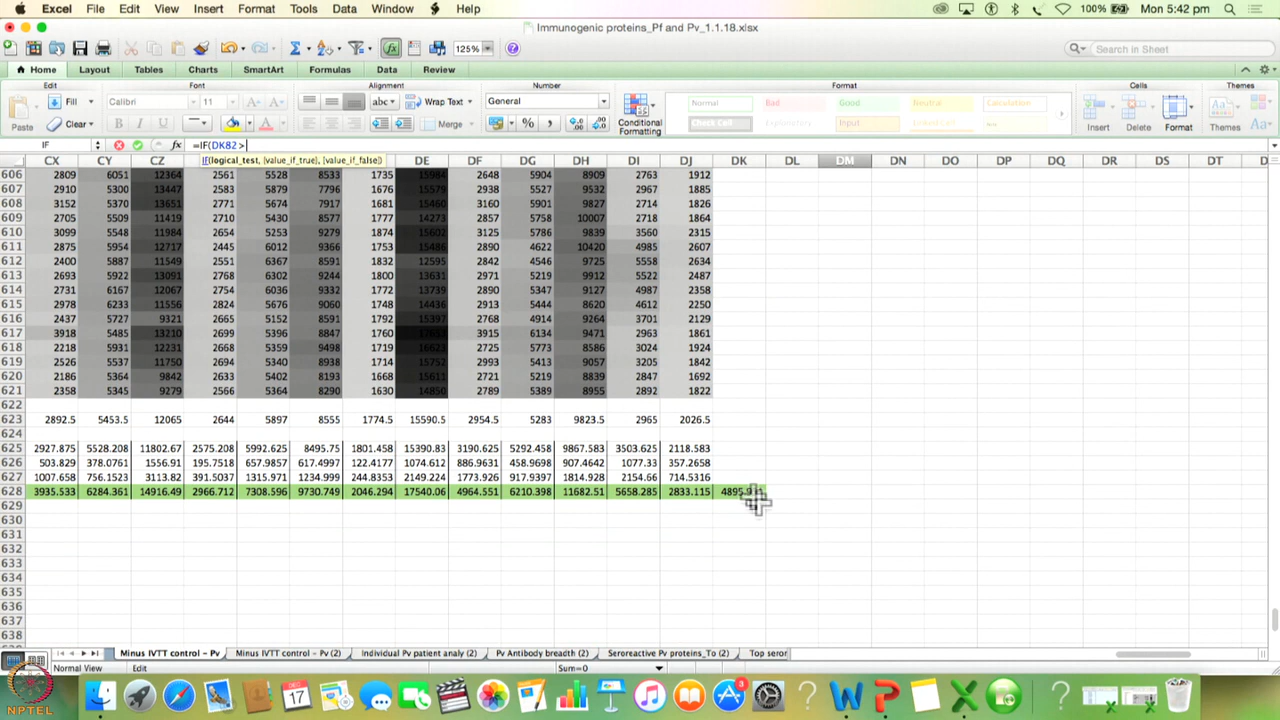 Excel File Edit View Insert Format Tools Data Window Help 100% Mon 5:42 pm
Immunogenic proteins_Pf and Pv_1.1.18.xlsx
125% Search in Sheet
Home Layout Tables Charts SmartArt Formulas Data Review
Edit Font Alignment Number Format Cells Themes
Paste Fill Clear Calibri 11 abc Wrap Text Merge General Conditional Formatting Normal Bad Good Neutral Calculation Check Cell Explanatory ... Input Insert Delete Format Themes Aa
IF =IF(DK82>
IF(logical_test, [value_if_true], [value_if_false])
CX CY CZ DE DF DG DH DI DJ DK DL DM DN DO DP DQ DR DS DT
606 2809 6051 12364 2561 5528 8533 1735 15984 2648 5904 8909 2763 1912
607 2910 5300 13447 2583 5879 7796 1676 15579 2938 5527 9532 2967 1885
608 3152 5370 13651 2771 5674 7917 1681 15460 3160 5901 9827 2714 1826
609 2705 5509 11419 2710 5430 8577 1777 14273 2857 5758 10007 2718 1864
610 3099 5548 11984 2654 5253 9279 1874 15602 3125 5786 9839 3560 2315
611 2875 5954 12717 2445 6012 9366 1753 15486 2890 4622 10420 4985 2607
612 2400 5887 11549 2551 6367 8591 1832 12595 2842 4546 9725 5558 2634
613 2693 5922 13091 2768 6302 9244 1800 13631 2971 5219 9912 5522 2487
614 2731 6167 12067 2754 6036 9332 1772 13739 2890 5347 9127 4987 2358
615 2978 6233 11556 2824 5676 9060 1748 14436 2913 5444 8620 4612 2250
616 2437 5727 9321 2665 5152 8591 1792 15397 2768 4914 9264 3701 2129
617 3918 5485 13210 2699 5396 8847 1760 3915 6134 9471 2963 1861
618 2218 5931 12231 2668 5359 9498 1719 16623 2725 5773 8586 3024 1924
619 2526 5537 11750 2694 5340 8938 1714 15752 2993 5413 9057 3205 1842
620 2186 5364 9842 2633 5402 8193 1668 15611 2721 5219 8839 2847 1692
621 2358 5345 9279 2566 5364 8290 1630 14850 2789 5389 8955 2892 1822
622
623 2892.5 5453.5 12065 2644 5897 8555 1774.5 15590.5 2954.5 5283 9823.5 2965 2026.5
624
625 2927.875 5528.208 11802.67 2575.208 5992.625 8495.75 1801.458 15390.83 3190.625 5292.458 9867.583 3503.625 2118.583
626 503.829 378.0761 1556.91 195.7518 657.9857 617.4997 122.4177 1074.612 886.9631 458.9698 907.4642 1077.33 357.2658
627 1007.658 756.1523 3113.82 391.5037 1315.971 1234.999 244.8353 2149.224 1773.926 917.9397 1814.928 2154.66 714.5316
628 3935.533 6284.361 14916.49 2966.712 7308.596 9730.749 2046.294 17540.06 4964.551 6210.398 11682.51 5658.285 2833.115
629
630
631
632
633
634
635
636
637
638
Minus IVTT control - Pv Minus IVTT control - Pv (2) Individual Pv patient analy (2) Pv Antibody breadth (2) Seroreactive Pv proteins_To (2) Top seror
Normal View Edit Sum=0
DEC 17 3
NPTEL